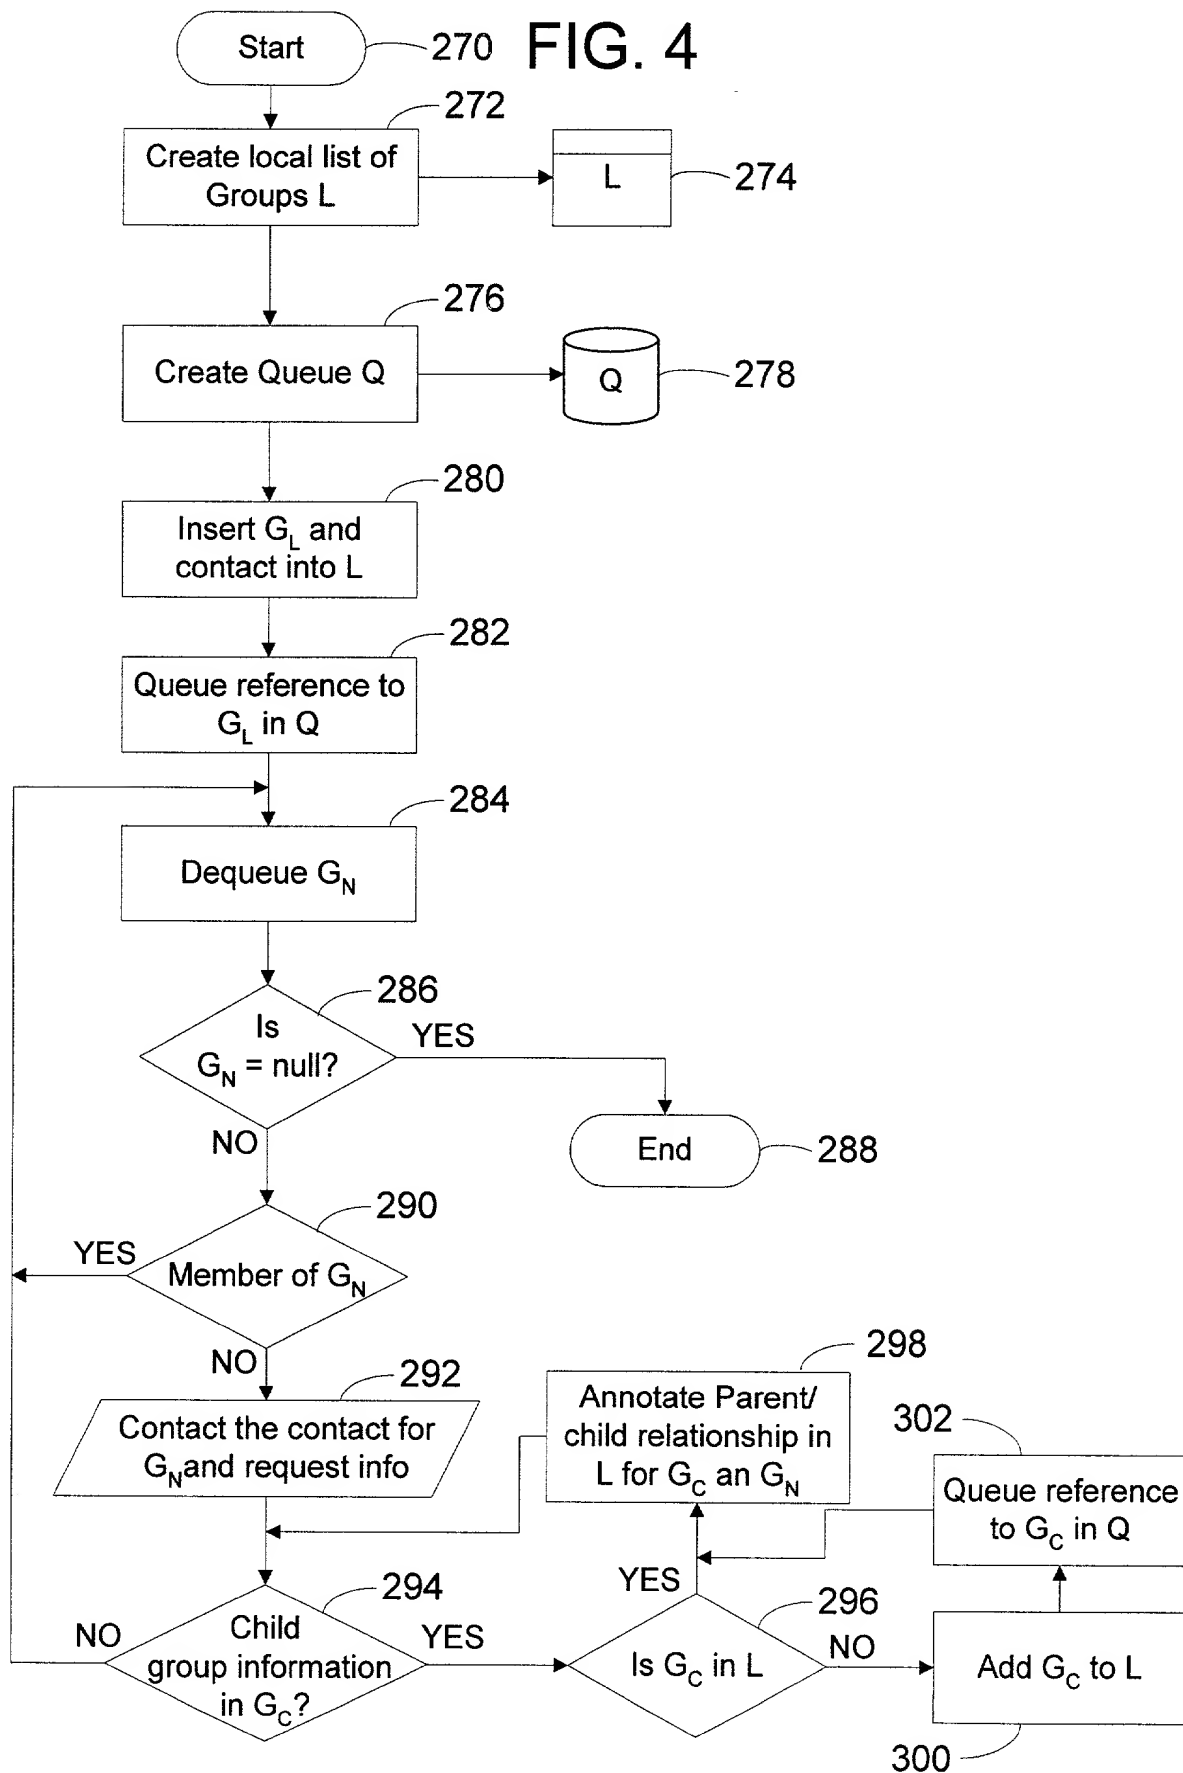 FIG. 4
Start
270
272
Create local list of
Groups L
L
274
276
Create Queue Q
Q
278
280
Insert GL and
contact into L
282
Queue reference to
GL in Q
284
Dequeue GN
286
Is
GN = null?
YES
NO
End
288
290
YES
Member of GN
NO
292
Contact the contact for
GN and request info
298
Annotate Parent/
child relationship in
L for GC an GN
302
Queue reference
to GC in Q
294
NO
Child
group information
in GC?
YES
YES
296
Is GC in L
NO
Add GC to L
300